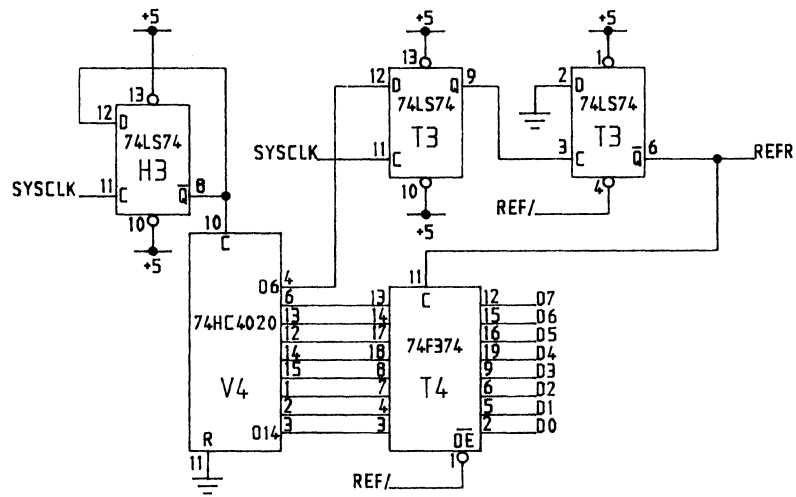 +5
+5
+5
13
12
D
74LS74
H3
SYSCLK
11
C
Q
8
10
+5
13
12
D
Q
9
74LS74
T3
SYSCLK
11
C
10
+5
1
2
D
74LS74
T3
3
C
Q
6
REFR
4
REF/
10
C
O6
4
74HC4020
V4
6
13
12
14
15
1
2
O14
3
R
11
11
C
74F374
T4
13
14
17
18
8
7
4
3
12
D7
15
D6
16
D5
19
D4
9
D3
6
D2
5
D1
2
D0
OE
1
REF/